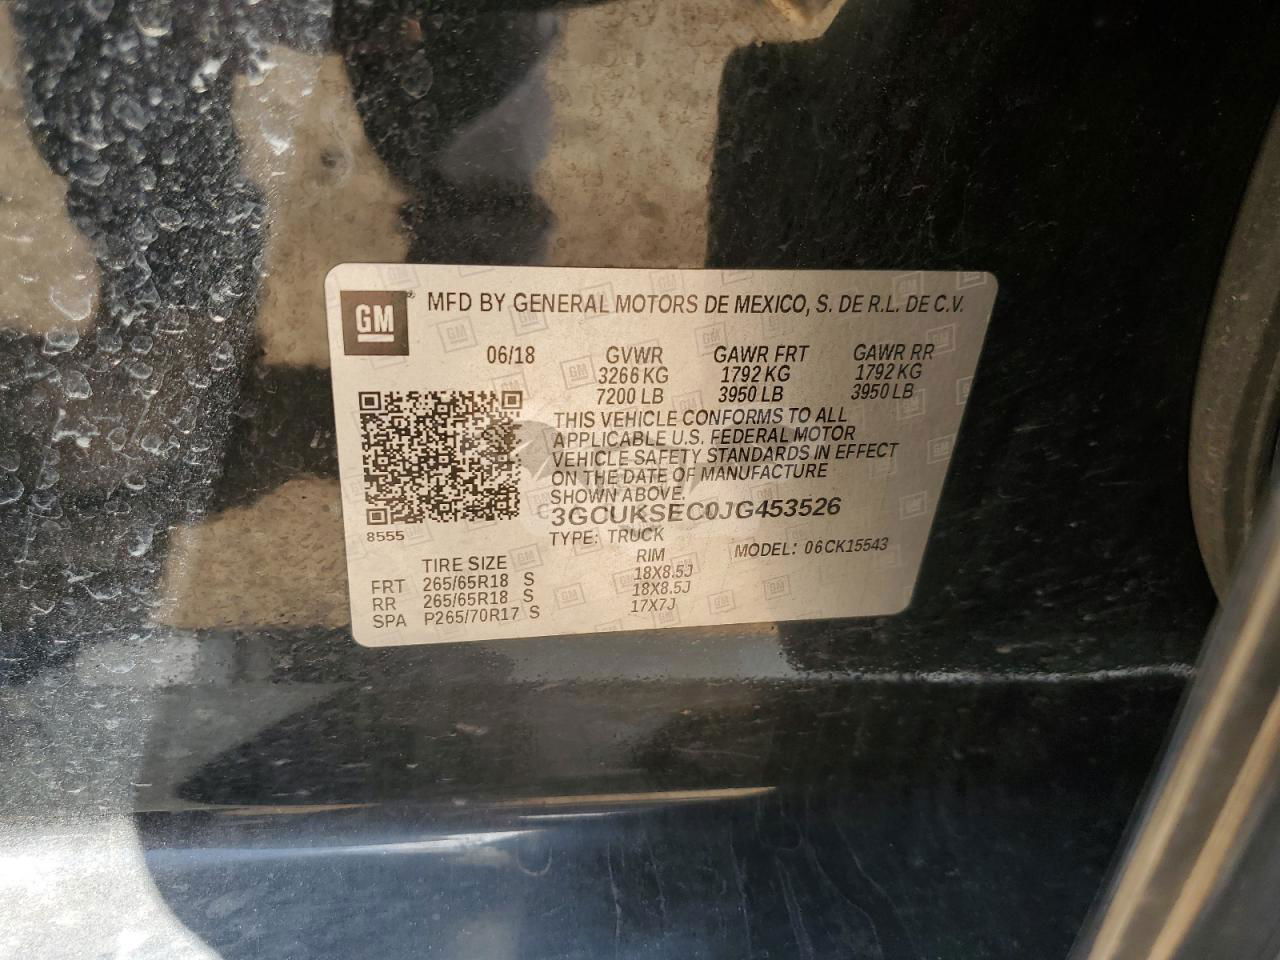 GM
MFD BY GENERAL MOTORS DE MEXICO, S. DE R.L. DE C.V.
06/18 GVWR GAWR FRT GAWR RR
3266 KG 1792 KG 1792 KG
7200 LB 3950 LB 3950 LB
THIS VEHICLE CONFORMS TO ALL
APPLICABLE U.S. FEDERAL MOTOR
VEHICLE SAFETY STANDARDS IN EFFECT
ON THE DATE OF MANUFACTURE
SHOWN ABOVE.
3GCUKSEC0JG453526
8555
TYPE: TRUCK MODEL: 06CK15543
TIRE SIZE RIM
FRT 265/65R18 S 18X8.5J
RR 265/65R18 S 18X8.5J
SPA P265/70R17 S 17X7J